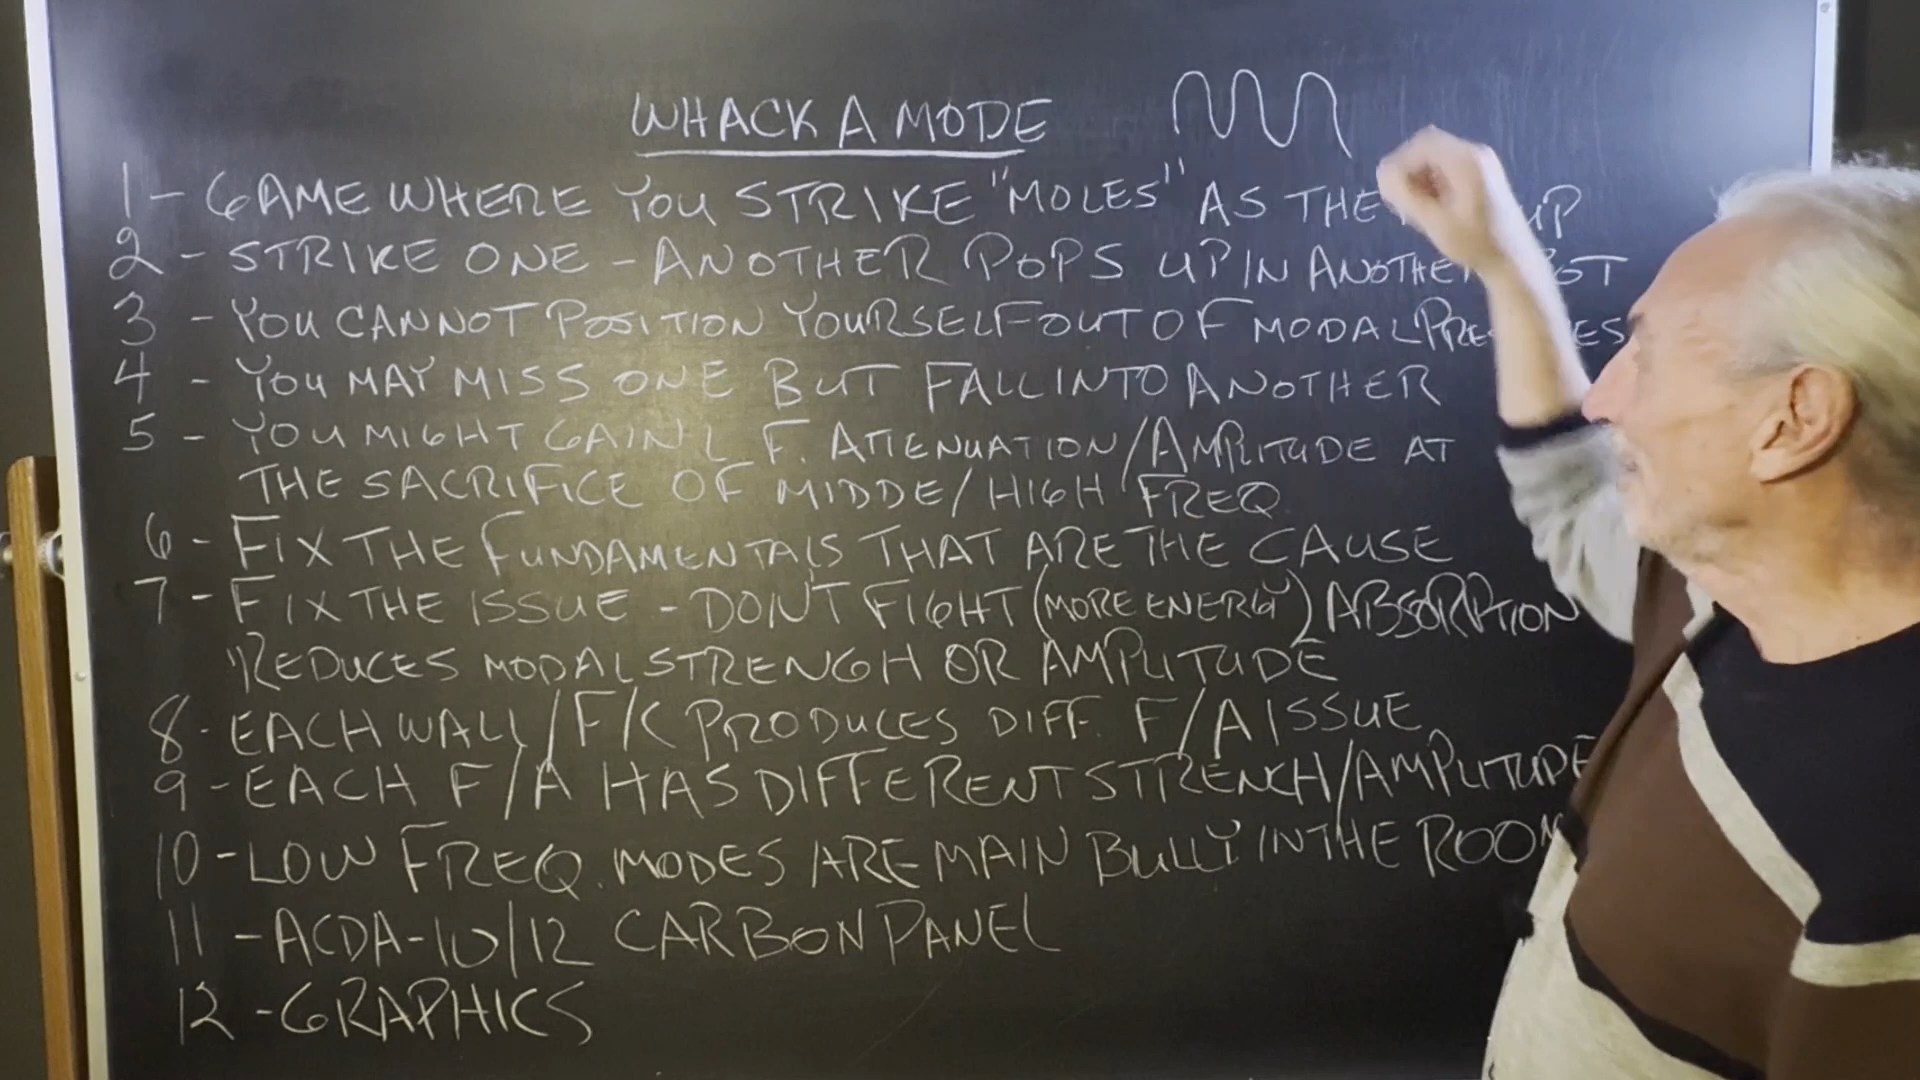 WHACK A MODE
1 - GAME WHERE YOU STRIKE "MOLES" AS THE UP
2 - STRIKE ONE - ANOTHER POPS UP IN ANOTHER
3 - YOU CANNOT POSITION YOURSELF OUT OF MODAL
4 - YOU MAY MISS ONE BUT FALL INTO ANOTHER
5 - YOU MIGHT GAIN L F. ATTENUATION/AMPLITUDE AT
THE SACRIFICE OF MIDDE/HIGH FREQ
6 - FIX THE FUNDAMENTALS THAT ARE THE CAUSE
7 - FIX THE ISSUE - DON'T FIGHT (MORE ENERGY) ABSORPTION
REDUCES MODAL STRENGH OR AMPLITUDE
8 - EACH WALL/F/C PRODUCES DIFF. F/A ISSUE
9 - EACH F/A HAS DIFFERENT STRENGH/AMPLITUDE
10 - LOW FREQ. MODES ARE MAIN BULLY IN THE ROOM
11 - ACDA-10/12 CARBON PANEL
12 - GRAPHICS